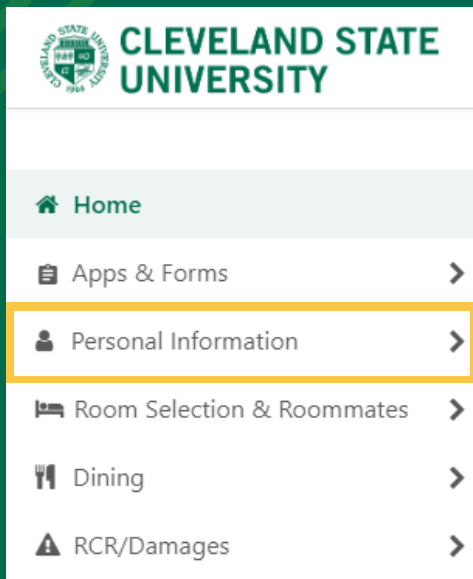 CLEVELAND STATE
UNIVERSITY
Home
Apps & Forms
Personal Information
Room Selection & Roommates
Dining
RCR/Damages